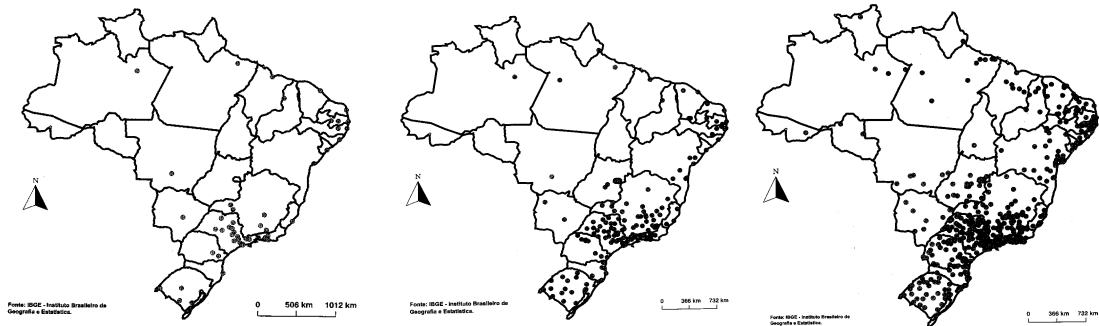 N
Fonte: IBGE - Instituto Brasileiro de
Geografia e Estatística.
0 506 km 1012 km
N
Fonte: IBGE - Instituto Brasileiro de
Geografia e Estatística.
0 366 km 732 km
N
Fonte: IBGE - Instituto Brasileiro de
Geografia e Estatística.
0 366 km 732 km